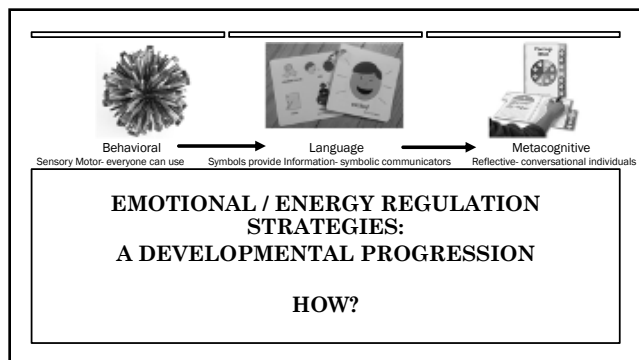 Behavioral
Language
Metacognitive
Sensory Motor- everyone can use
Symbols provide Information- symbolic communicators
Reflective- conversational individuals
EMOTIONAL / ENERGY REGULATION
STRATEGIES:
A DEVELOPMENTAL PROGRESSION
HOW?